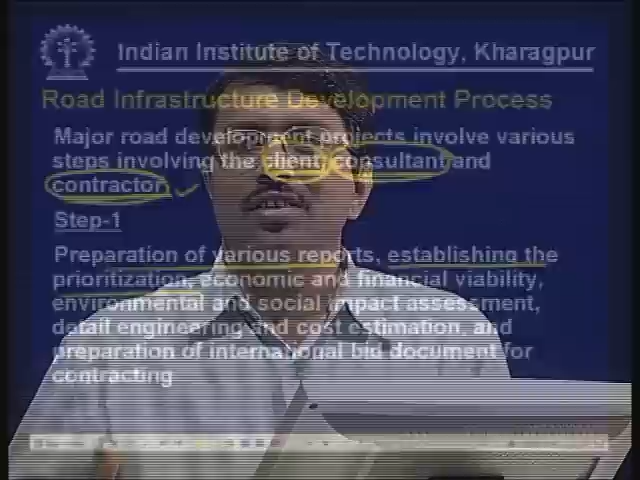 Indian Institute of Technology, Kharagpur
Road Infrastructure Development Process
Major road development projects involve various
steps involving the client, consultant and
contractor
Step-1
Preparation of various reports, establishing the
prioritization, economic and financial viability,
environmental and social impact assessment,
detail engineering and cost estimation, and
preparation of internationgal bid document for
contracting